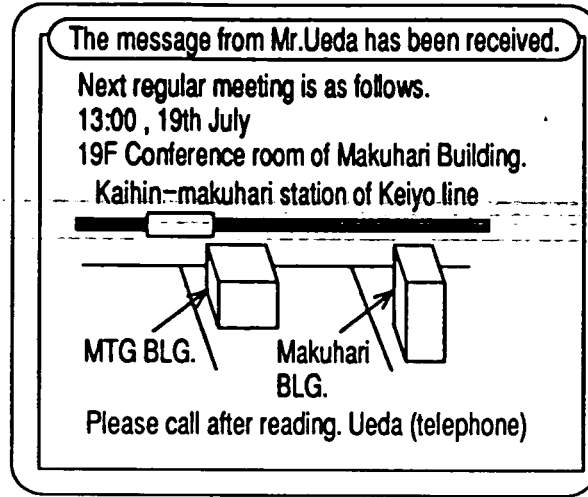 The message from Mr.Ueda has been received.
Next regular meeting is as follows.
13:00 , 19th July
19F Conference room of Makuhari Building.
Kaihin-makuhari station of Keiyo line
MTG BLG.
Makuhari
BLG.
Please call after reading. Ueda (telephone)